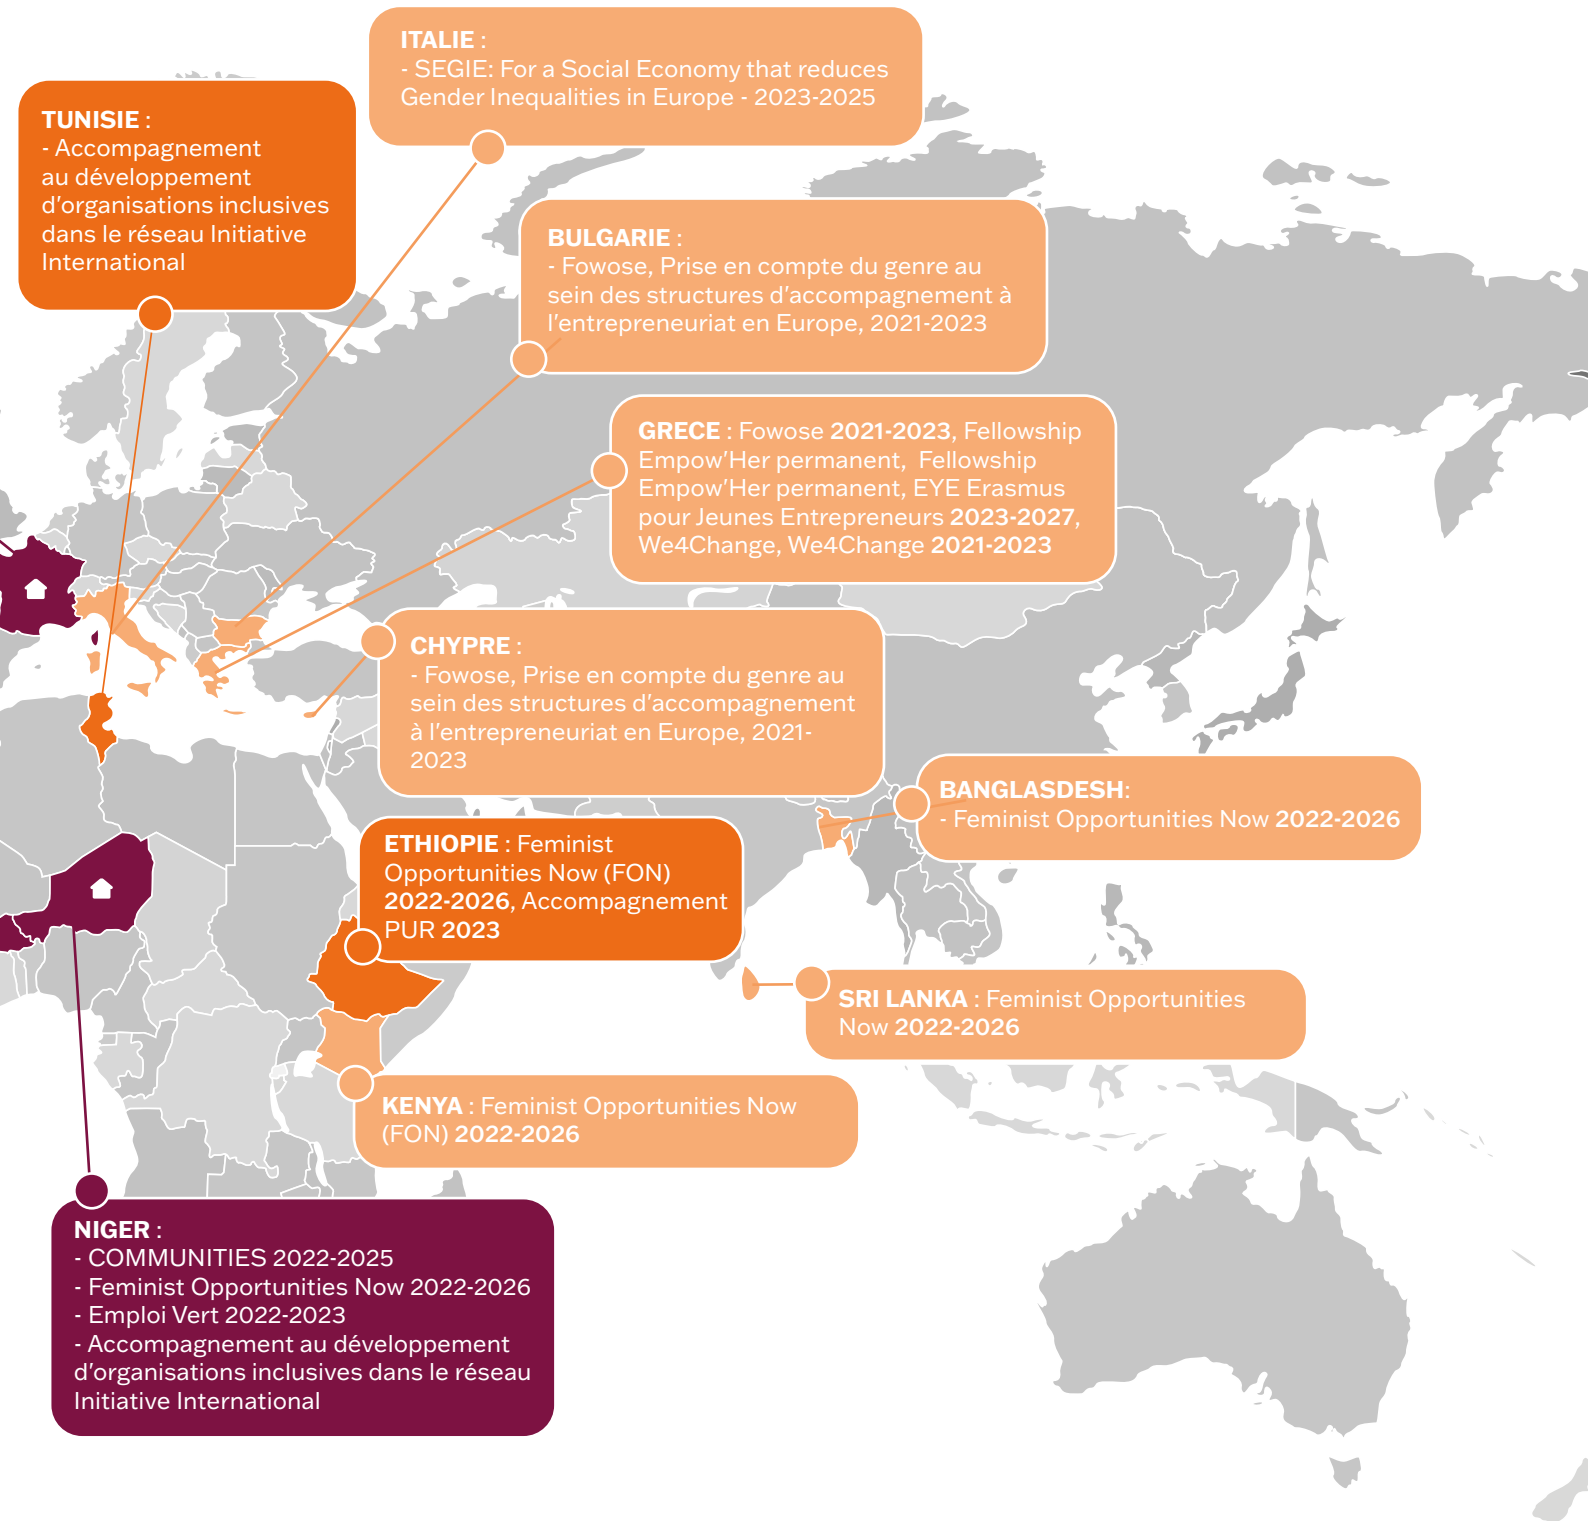 ITALIE :
- SEGIE: For a Social Economy that reduces
Gender Inequalities in Europe - 2023-2025
TUNISIE :
- Accompagnement
au développement
d'organisations inclusives
dans le réseau Initiative
International
BULGARIE :
- Fowose, Prise en compte du genre au
sein des structures d'accompagnement à
l'entrepreneuriat en Europe, 2021-2023
GRECE : Fowose 2021-2023, Fellowship
Empow'Her permanent, Fellowship
Empow'Her permanent, EYE Erasmus
pour Jeunes Entrepreneurs 2023-2027,
We4Change, We4Change 2021-2023
CHYPRE :
- Fowose, Prise en compte du genre au
sein des structures d'accompagnement
à l'entrepreneuriat en Europe, 2021-
2023
BANGLASDESH:
- Feminist Opportunities Now 2022-2026
ETHIOPIE : Feminist
Opportunities Now (FON)
2022-2026, Accompagnement
PUR 2023
SRI LANKA : Feminist Opportunities
Now 2022-2026
KENYA : Feminist Opportunities Now
(FON) 2022-2026
NIGER :
- COMMUNITIES 2022-2025
- Feminist Opportunities Now 2022-2026
- Emploi Vert 2022-2023
- Accompagnement au développement
d'organisations inclusives dans le réseau
Initiative International